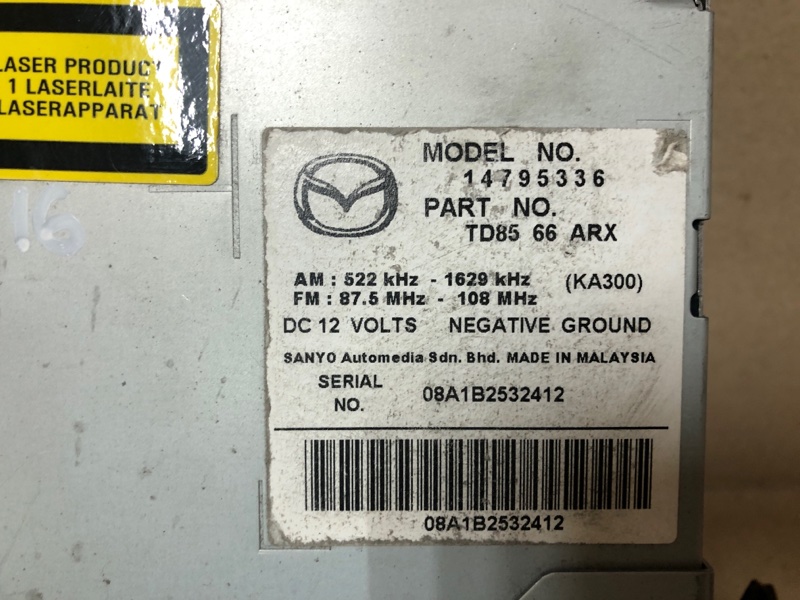 LASER PRODUCT
1 LASERLAITE
LASERAPPARAT
.16
MODEL NO.
14795336
PART NO.
TD85 66 ARX
AM : 522 kHz - 1629 kHz (KA300)
FM : 87.5 MHz - 108 MHz
DC 12 VOLTS NEGATIVE GROUND
SANYO Automedia Sdn. Bhd. MADE IN MALAYSIA
SERIAL NO. 08A1B2532412
08A1B2532412